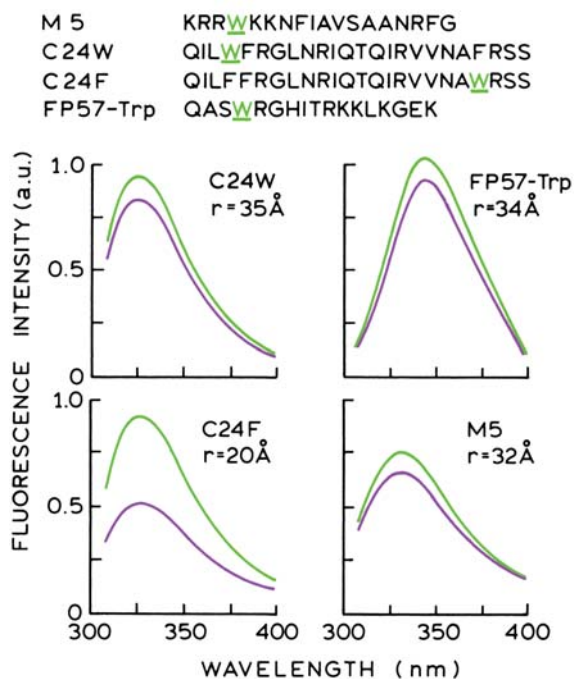 M5 KRRWKKNFIAVSAANRFG
C24W QILWFRGLNRIQTQIRVVNAFRSS
C24F QILFFRGLNRIQTQIRVVNAWRSS
FP57-Trp QASWRGHITRKKLKGEK
FLUORESCENCE INTENSITY (a.u.)
1.0
0.5
0
C24W
r=35Å
FP57-Trp
r=34Å
1.0
0.5
0
C24F
r=20Å
M5
r=32Å
300 350 400 300 350 400
WAVELENGTH (nm)